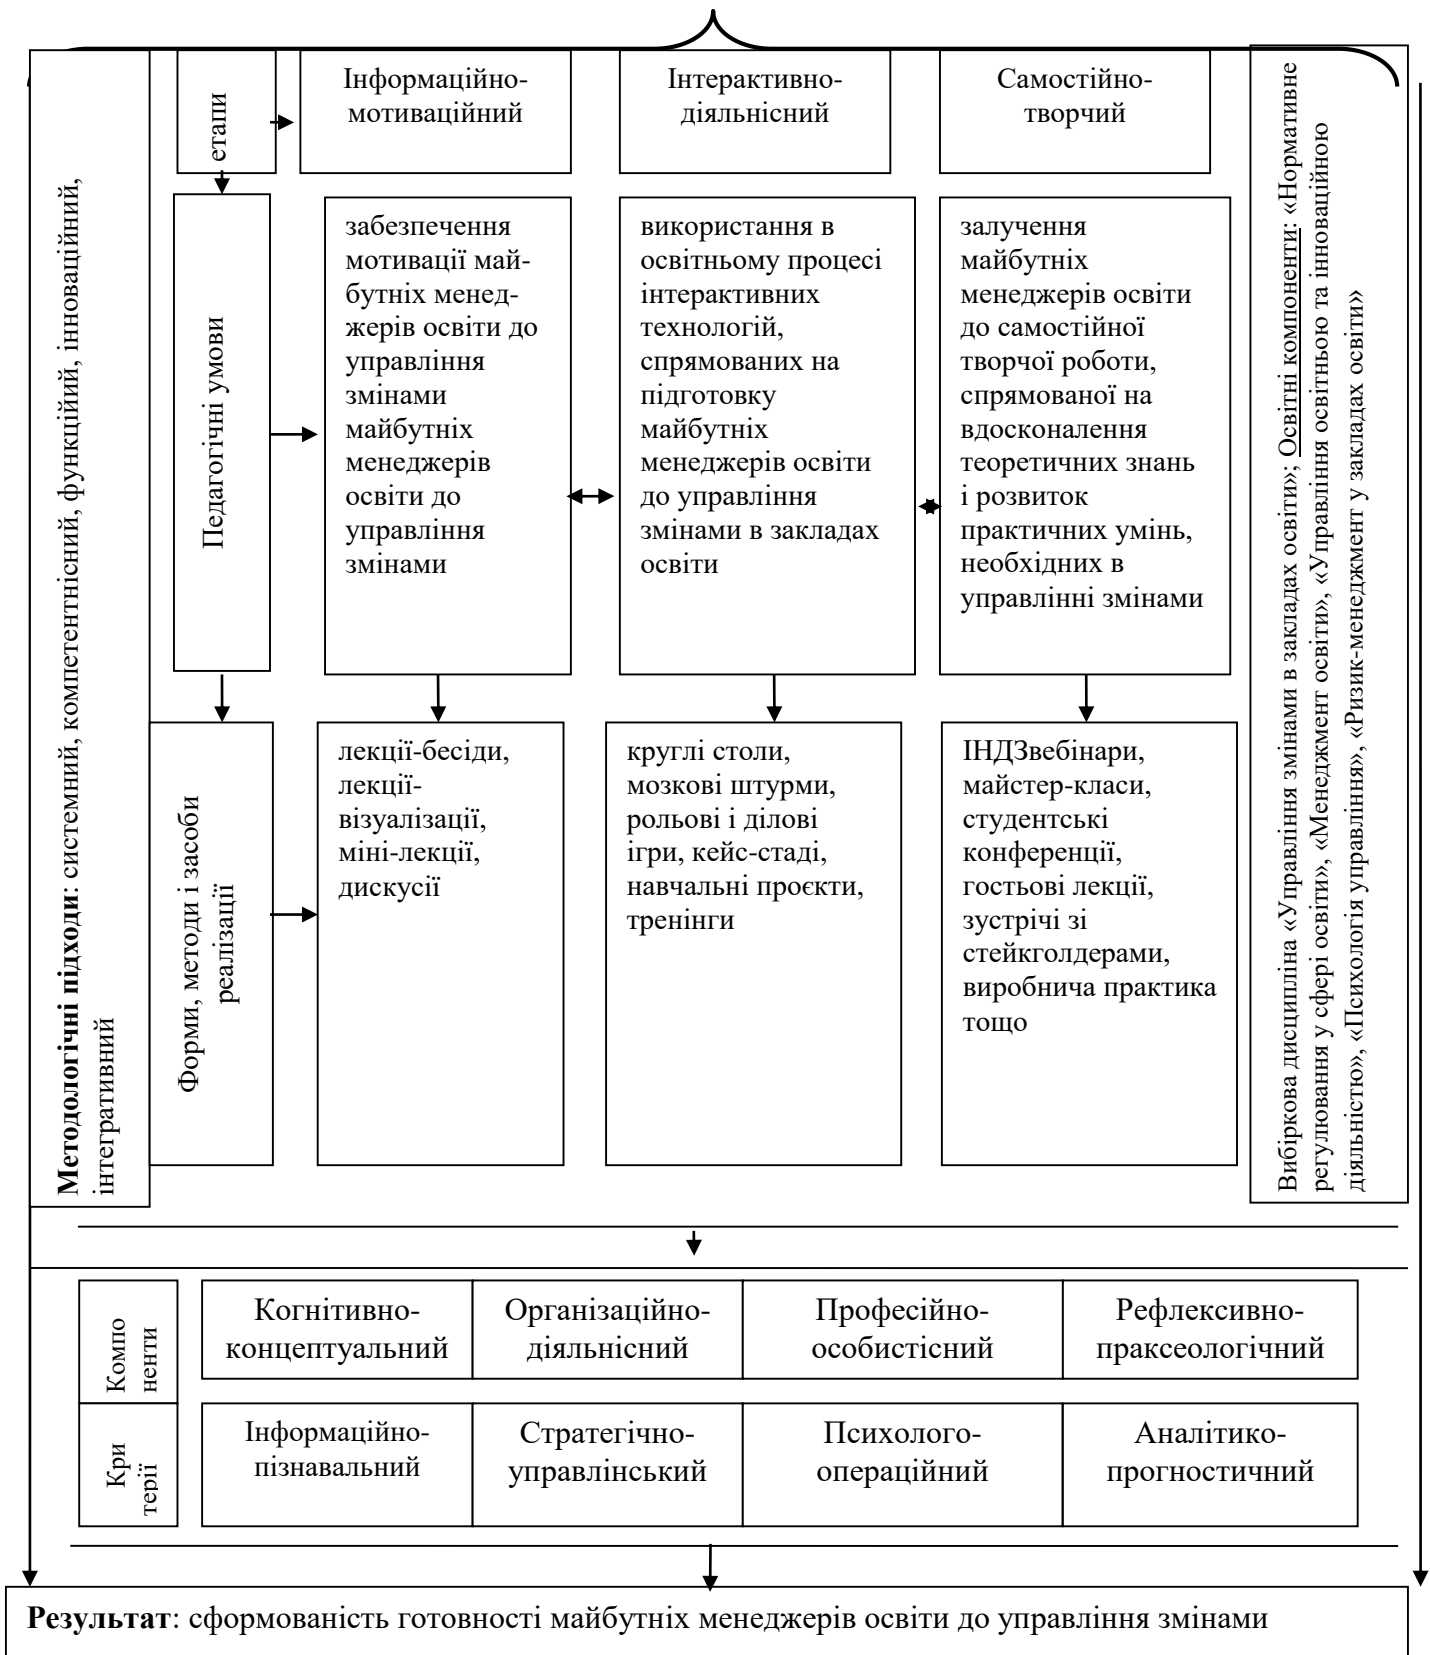 Методологічні підходи: системний, компетентнісний, функційий, інноваційний,
інтегративний
етапи
Інформаційно-
мотиваційний
Інтерактивно-
діяльнісний
Самостійно-
творчий
Педагогічні умови
забезпечення
мотивації май-
бутніх менед-
жерів освіти до
управління
змінами
майбутніх
менеджерів
освіти до
управління
змінами
використання в
освітньому процесі
інтерактивних
технологій,
спрямованих на
підготовку
майбутніх
менеджерів освіти
до управління
змінами в закладах
освіти
залучення
майбутніх
менеджерів освіти
до самостійної
творчої роботи,
спрямованої на
вдосконалення
теоретичних знань
і розвиток
практичних умінь,
необхідних в
управлінні змінами
Форми, методи і засоби
реалізації
лекції-бесіди,
лекції-
візуалізації,
міні-лекції,
дискусії
круглі столи,
мозкові штурми,
рольові і ділові
ігри, кейс-стаді,
навчальні проєкти,
тренінги
ІНДЗвебінари,
майстер-класи,
студентські
конференції,
гостьові лекції,
зустрічі зі
стейкголдерами,
виробнича практика
тощо
Вибіркова дисципліна «Управління змінами в закладах освіти»; Освітні компоненти: «Нормативне
регулювання у сфері освіти», «Менеджмент освіти», «Управління освітньою та інноваційною
діяльністю», «Психологія управління», «Ризик-менеджмент у закладах освіти»
Компо
ненти
Когнітивно-
концептуальний
Організаційно-
діяльнісний
Професійно-
особистісний
Рефлексивно-
праксеологічний
Кри
терії
Інформаційно-
пізнавальний
Стратегічно-
управлінський
Психолого-
операційний
Аналітико-
прогностичний
Результат: сформованість готовності майбутніх менеджерів освіти до управління змінами